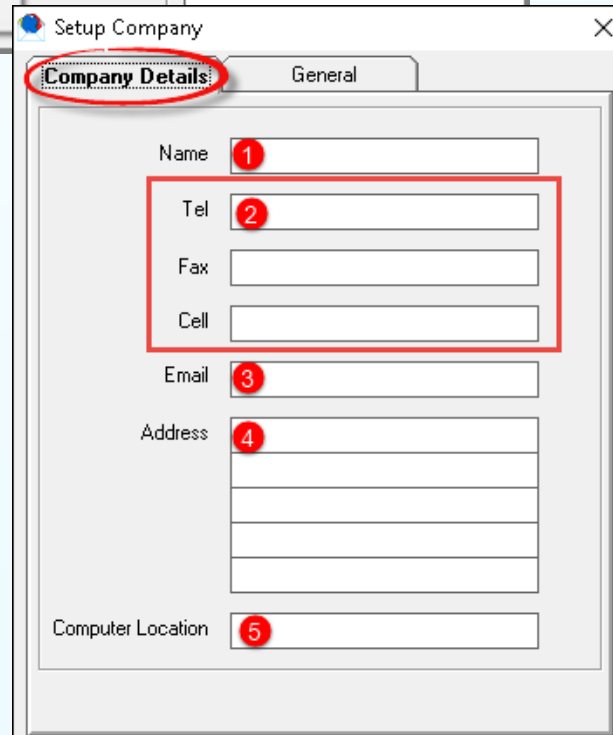 Setup Company
Company Details General
Name 1
Tel 2
Fax
Cell
Email 3
Address 4
Computer Location 5